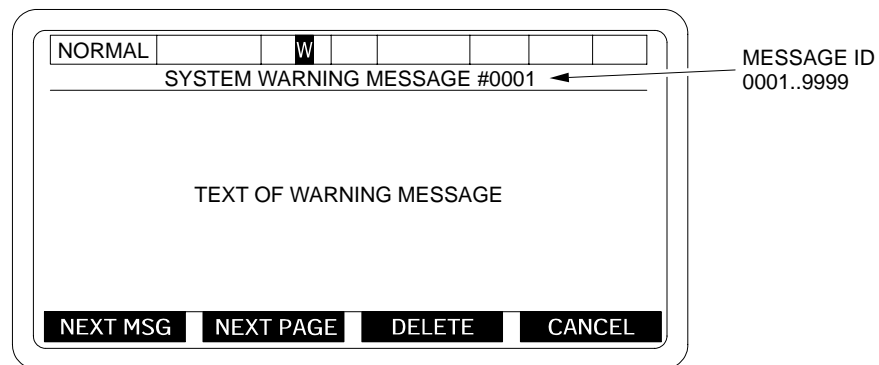 NORMAL W
SYSTEM WARNING MESSAGE #0001
MESSAGE ID
0001..9999
TEXT OF WARNING MESSAGE
NEXT MSG NEXT PAGE DELETE CANCEL